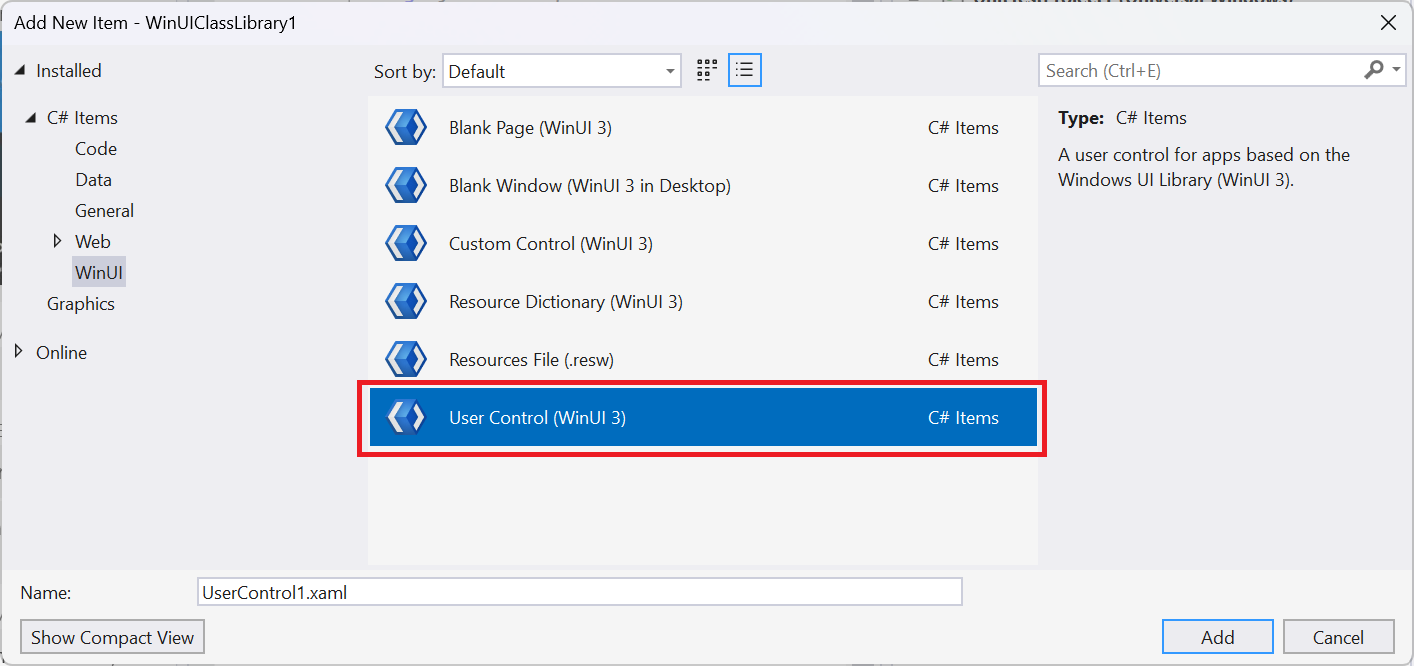 Add New Item - WinUIClassLibrary1
Installed
C# Items
Code
Data
General
Web
WinUI
Graphics
Online
Sort by: Default
Search (Ctrl+E)
Blank Page (WinUI 3) C# Items
Blank Window (WinUI 3 in Desktop) C# Items
Custom Control (WinUI 3) C# Items
Resource Dictionary (WinUI 3) C# Items
Resources File (.resw) C# Items
User Control (WinUI 3) C# Items
Type: C# Items
A user control for apps based on the
Windows UI Library (WinUI 3).
Name: UserControl1.xaml
Show Compact View Add Cancel